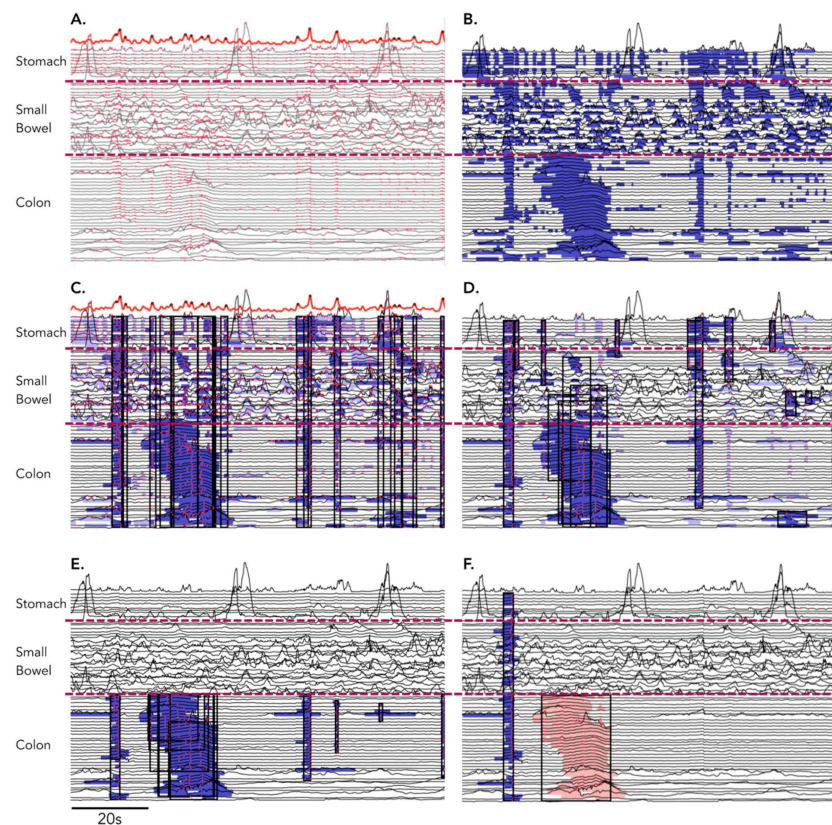 A.
B.
Stomach
Small
Bowel
Colon
C.
D.
Stomach
Small
Bowel
Colon
E.
F.
Stomach
Small
Bowel
Colon
20s